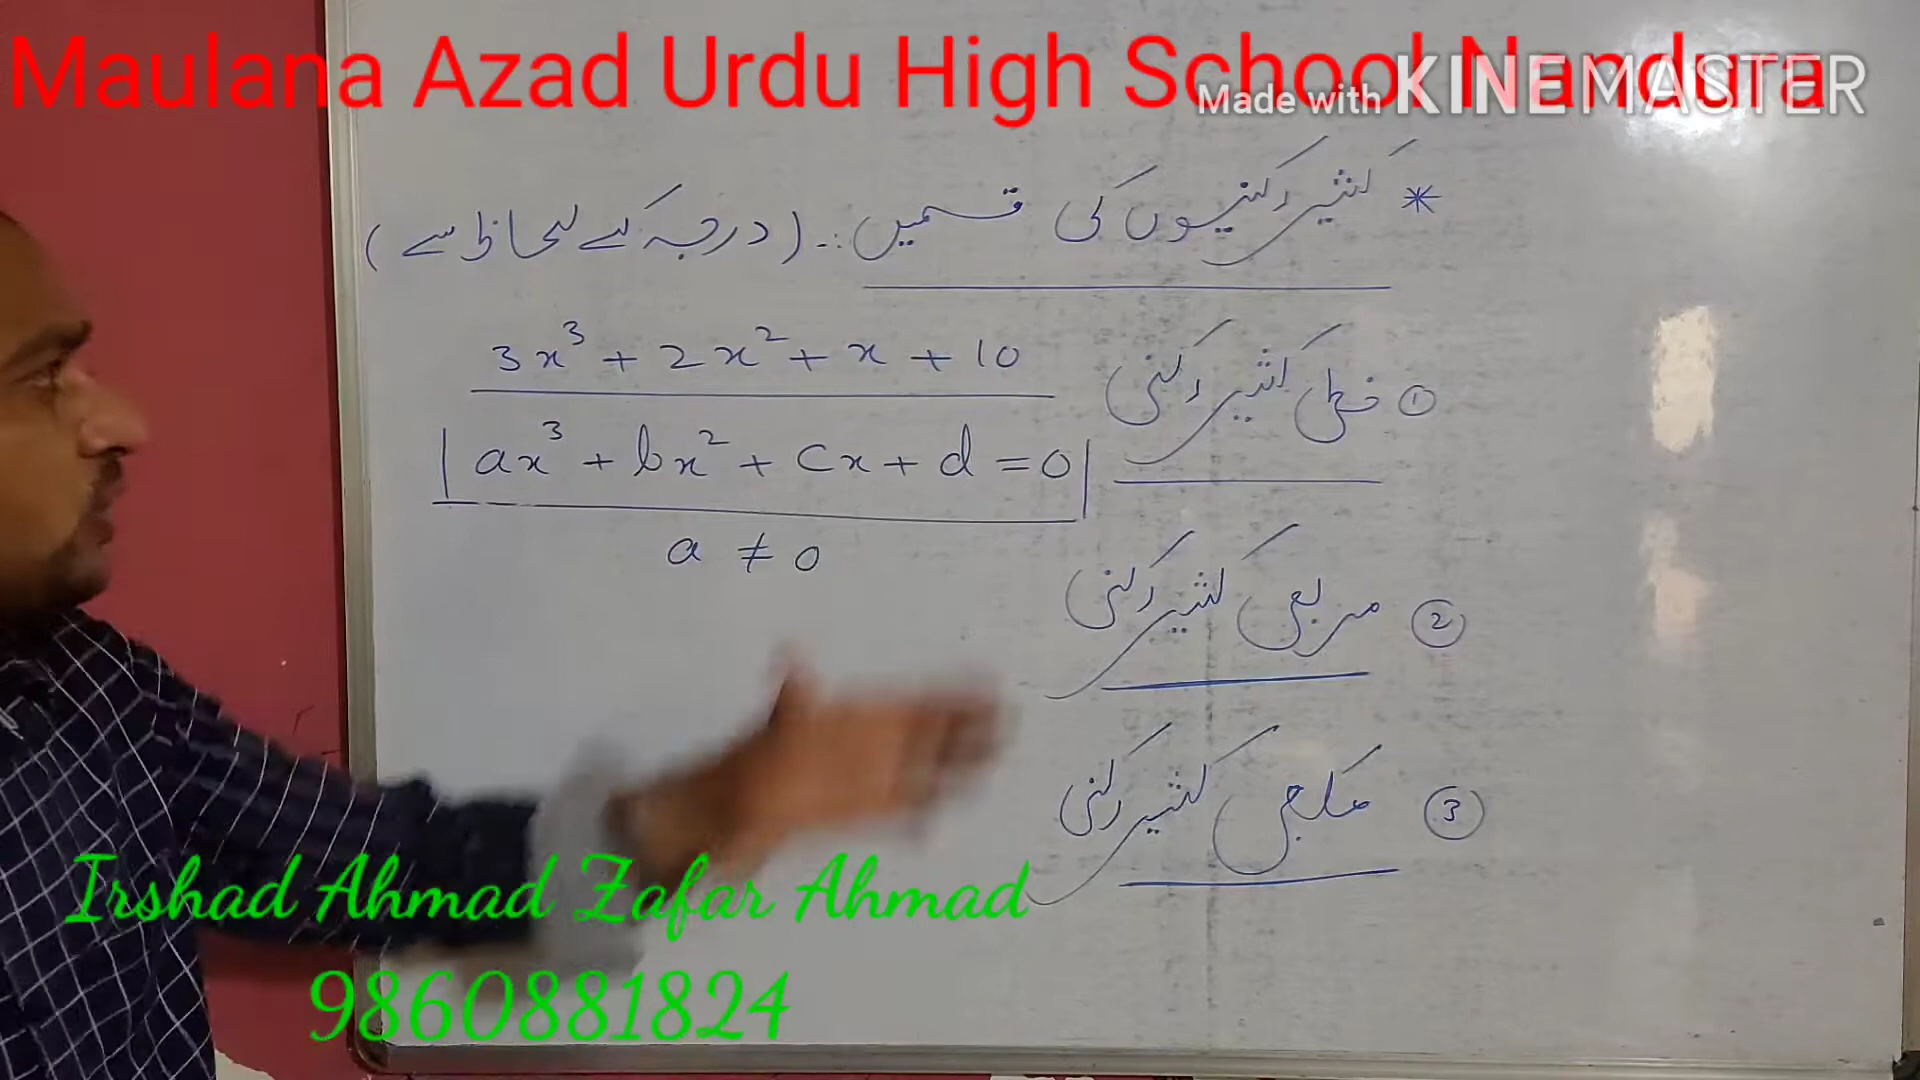 Maulana Azad Urdu High School Nandura
Made with KINEMASTER
* کثیر رکنیوں کی قسمیں :- (درجہ کے لحاظ سے)
3x³ + 2x² + x + 10
① خطی کثیر رکنی
ax³ + bx² + cx + d = 0
a ≠ 0
② مربعی کثیر رکنی
③ کثیر رکنی
Irshad Ahmad Zafar Ahmad
9860881824